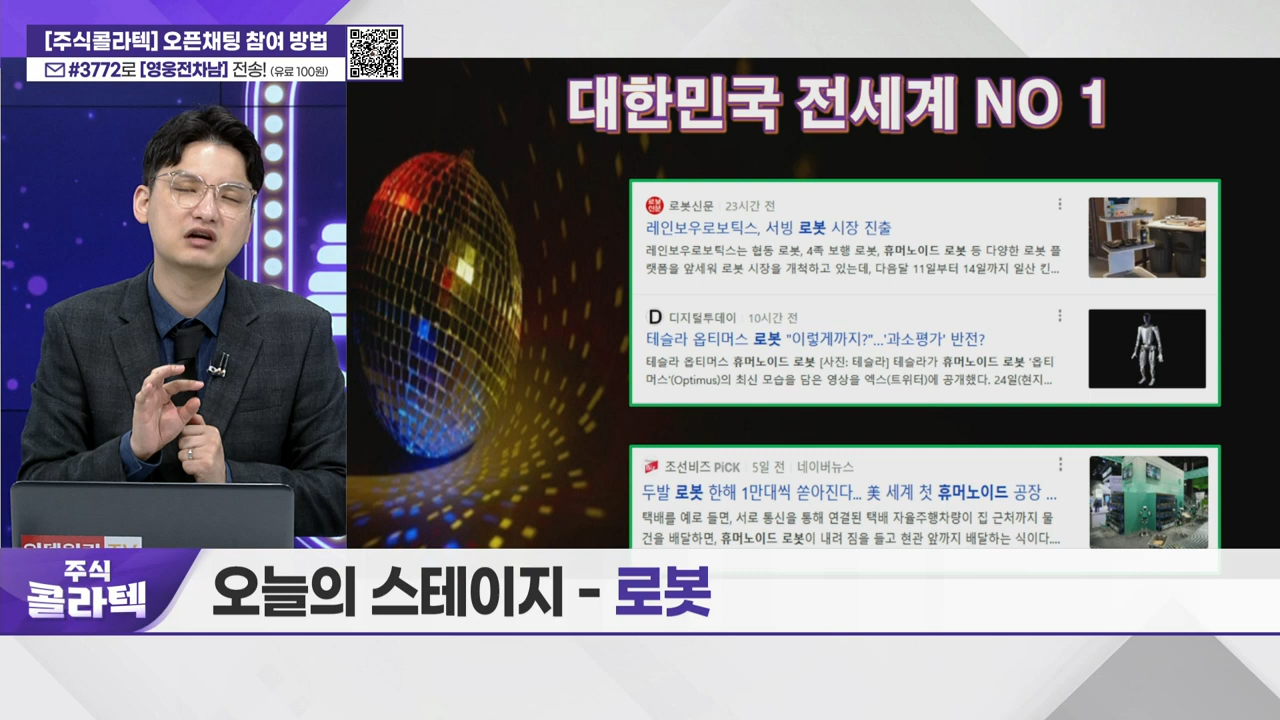 [주식콜라텍] 오픈채팅 참여 방법
#3772로 [영웅전차남] 전송! (유료 100원)
대한민국 전세계 NO 1
로봇신문 23시간 전
레인보우로보틱스, 서빙 로봇 시장 진출
레인보우로보틱스는 협동 로봇, 4족 보행 로봇, 휴머노이드 로봇 등 다양한 로봇 플
랫폼을 앞세워 로봇 시장을 개척하고 있는데, 다음달 11일부터 14일까지 일산 킨...
D 디지털투데이 10시간 전
테슬라 옵티머스 로봇 "이렇게까지?"...'과소평가' 반전?
테슬라 옵티머스 휴머노이드 로봇 [사진: 테슬라] 테슬라가 휴머노이드 로봇 '옵티
머스'(Optimus)의 최신 모습을 담은 영상을 엑스(트위터)에 공개했다. 24일(현지...
조선비즈 PiCK 5일 전 네이버뉴스
두발 로봇 한해 1만대씩 쏟아진다... 美 세계 첫 휴머노이드 공장 ...
택배를 예로 들면, 서로 통신을 통해 연결된 택배 자율주행차량이 집 근처까지 물
건을 배달하면, 휴머노이드 로봇이 내려 짐을 들고 현관 앞까지 배달하는 식이다....
주식
콜라텍
오늘의 스테이지 - 로봇